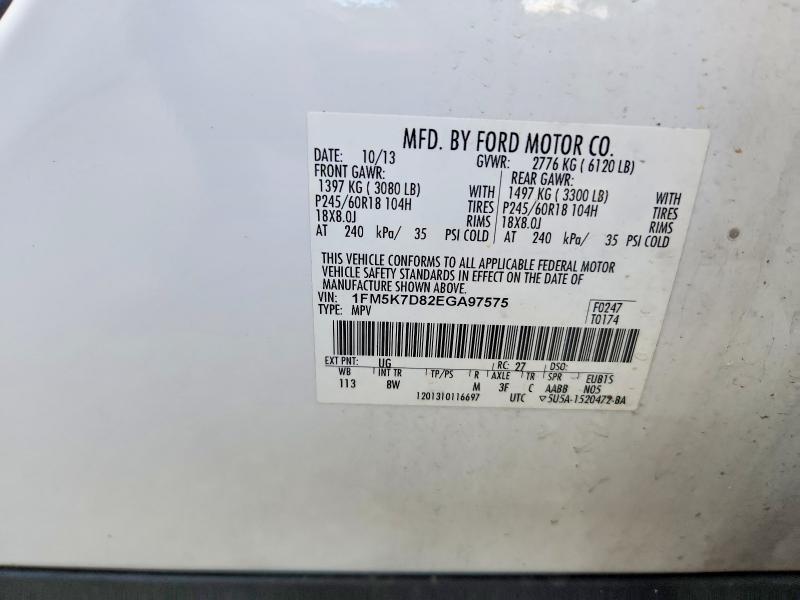 MFD. BY FORD MOTOR CO.
DATE: 10/13 GVWR: 2776 KG ( 6120 LB)
FRONT GAWR: REAR GAWR:
1397 KG ( 3080 LB) WITH 1497 KG ( 3300 LB) WITH
P245/60R18 104H TIRES P245/60R18 104H TIRES
18X8.0J RIMS 18X8.0J RIMS
AT 240 kPa/ 35 PSI COLD AT 240 kPa/ 35 PSI COLD
THIS VEHICLE CONFORMS TO ALL APPLICABLE FEDERAL MOTOR
VEHICLE SAFETY STANDARDS IN EFFECT ON THE DATE OF
MANUFACTURE SHOWN ABOVE.
VIN: 1FM5K7D82EGA97575 F0247
TYPE: MPV T0174
EXT PNT: UG RC: 27 DSO:
WB INT TR TP/PS R AXLE TR SPR EUB1S
113 8W M 3F C AABB N05
1201310116697 UTC ▽5U5A-1520472-BA